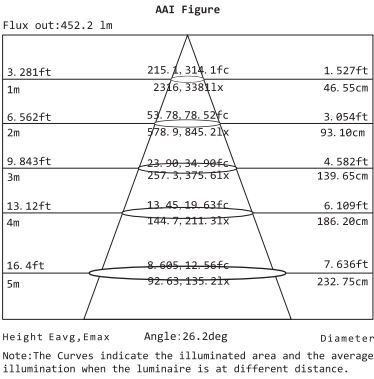 AAI Figure
Flux out:452.2 lm
3.281ft 215.1,314.1fc 1.527ft
1m 2316,3381lx 46.55cm
6.562ft 53.78,78.52fc 3.054ft
2m 578.9,845.2lx 93.10cm
9.843ft 23.90,34.90fc 4.582ft
3m 257.3,375.6lx 139.65cm
13.12ft 13.45,19.63fc 6.109ft
4m 144.7,211.3lx 186.20cm
16.4ft 8.605,12.56fc 7.636ft
5m 92.63,135.2lx 232.75cm
Height Eavg,Emax Angle:26.2deg Diameter
Note:The Curves indicate the illuminated area and the average
illumination when the luminaire is at different distance.